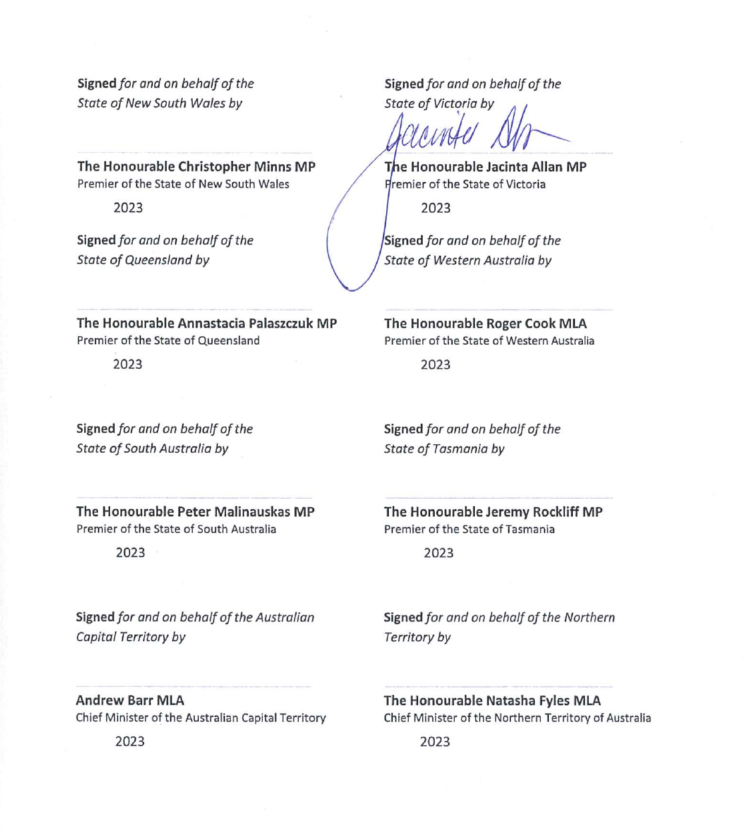 Signed for and on behalf of the
State of New South Wales by
The Honourable Christopher Minns MP
Premier of the State of New South Wales
2023
Signed for and on behalf of the
State of Victoria by
Jacinta Allan
The Honourable Jacinta Allan MP
Premier of the State of Victoria
2023
Signed for and on behalf of the
State of Queensland by
The Honourable Annastacia Palaszczuk MP
Premier of the State of Queensland
2023
Signed for and on behalf of the
State of Western Australia by
The Honourable Roger Cook MLA
Premier of the State of Western Australia
2023
Signed for and on behalf of the
State of South Australia by
The Honourable Peter Malinauskas MP
Premier of the State of South Australia
2023
Signed for and on behalf of the
State of Tasmania by
The Honourable Jeremy Rockliff MP
Premier of the State of Tasmania
2023
Signed for and on behalf of the Australian
Capital Territory by
Andrew Barr MLA
Chief Minister of the Australian Capital Territory
2023
Signed for and on behalf of the Northern
Territory by
The Honourable Natasha Fyles MLA
Chief Minister of the Northern Territory of Australia
2023